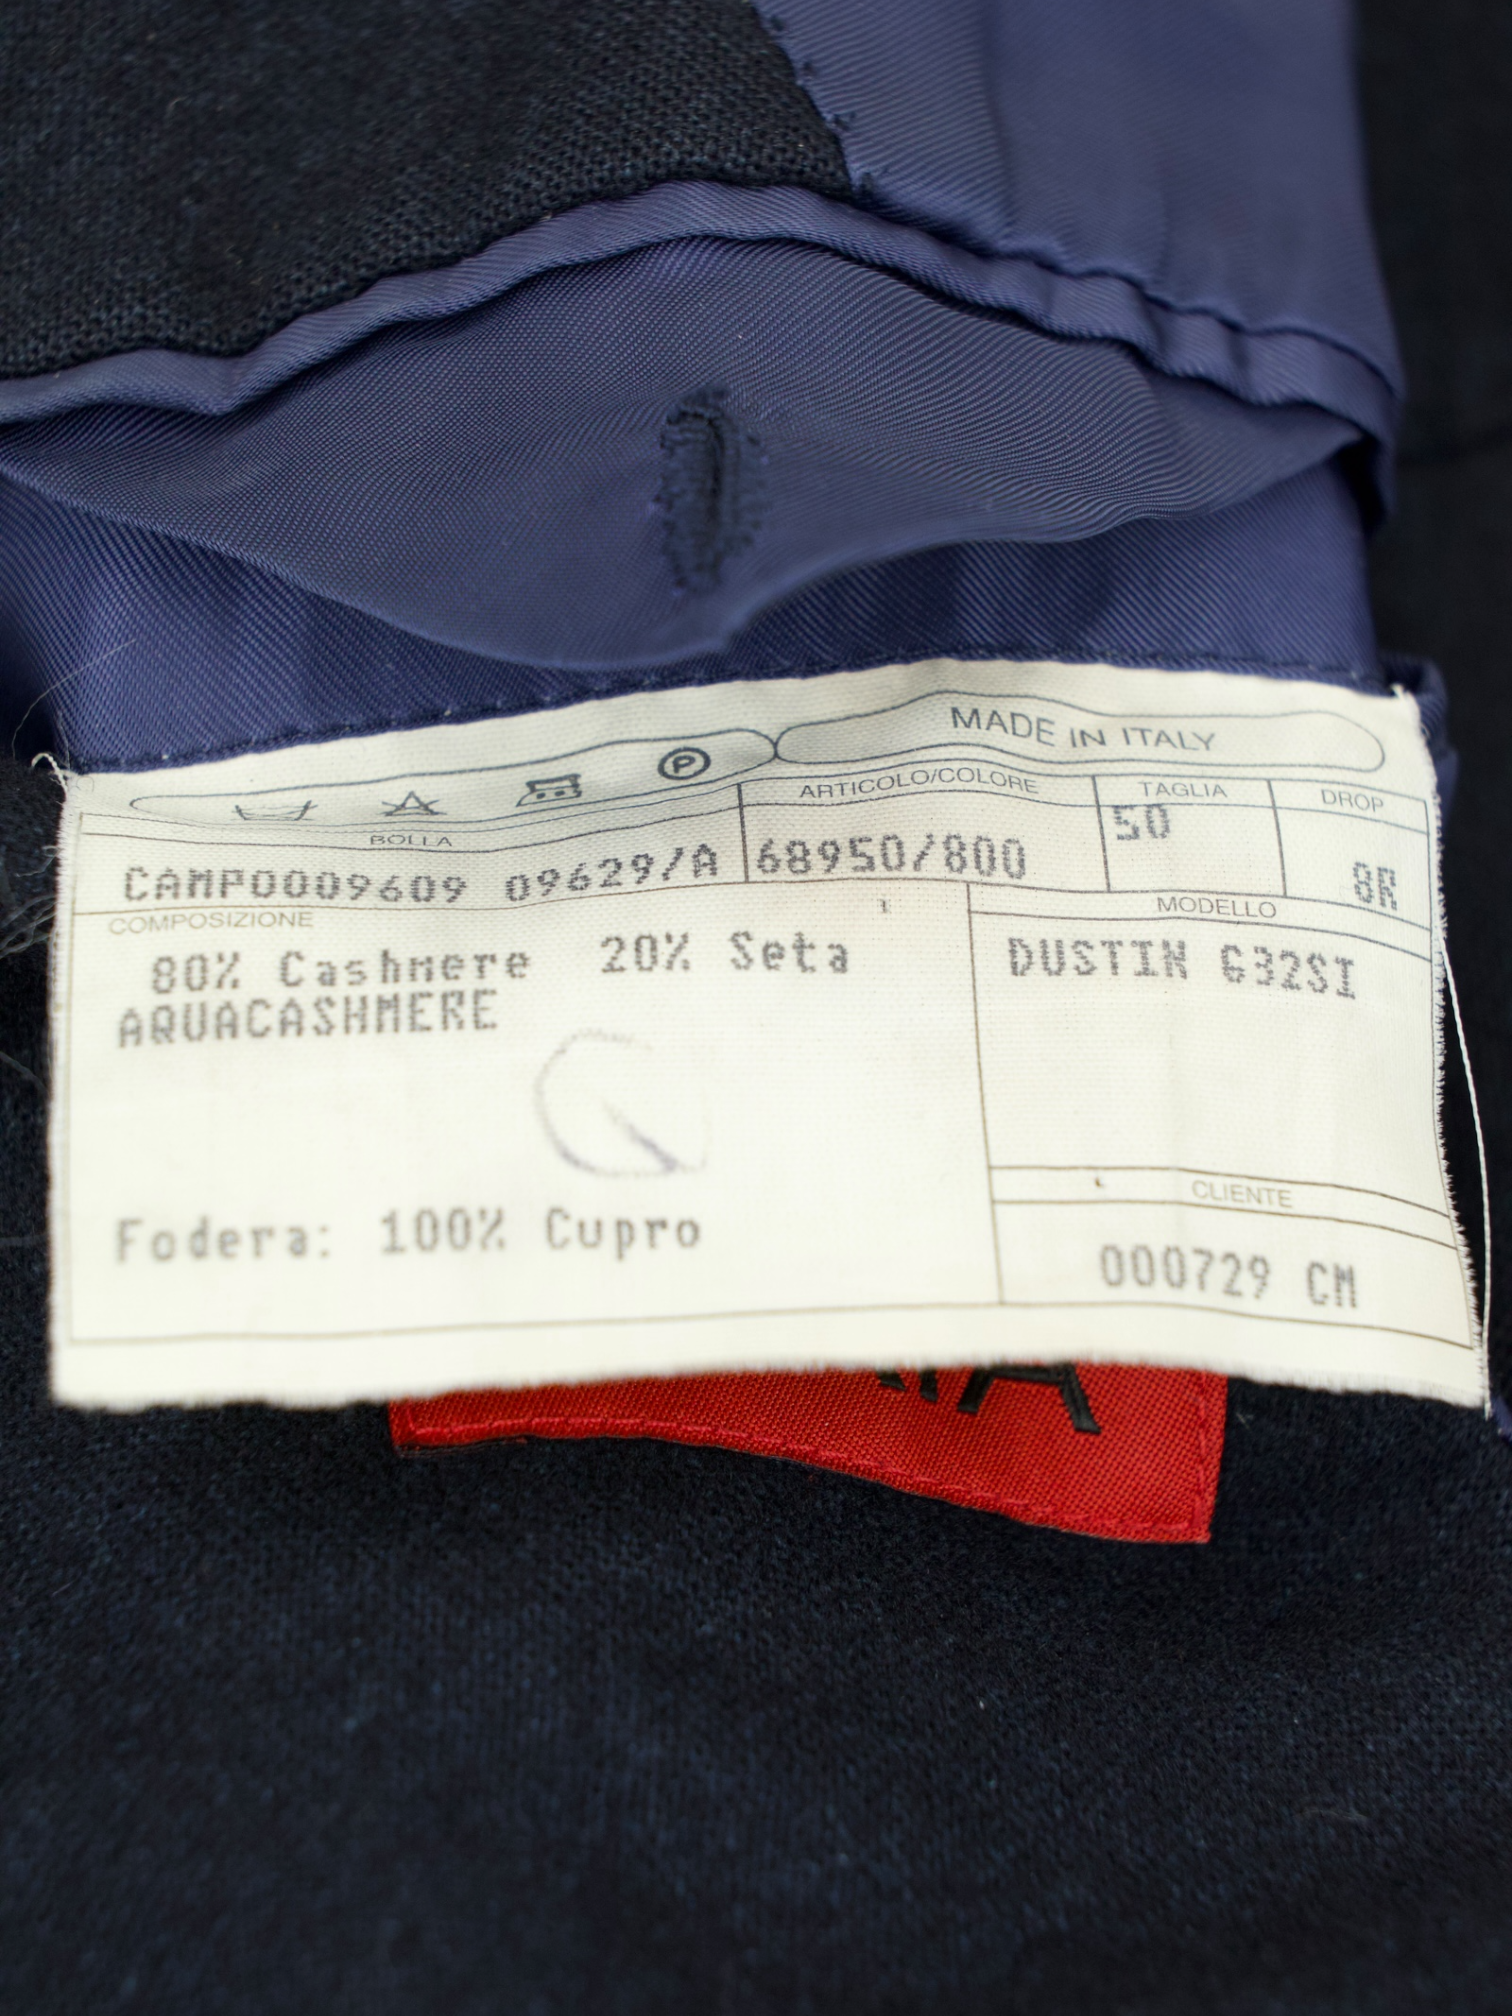 MADE IN ITALY
P
BOLLA ARTICOLO/COLORE TAGLIA DROP
CAMPO009609 09629/A 68950/800 50 8R
COMPOSIZIONE MODELLO
80% Cashmere 20% Seta DUSTIN G32SI
AQUACASHMERE
CLIENTE
Fodera: 100% Cupro 000729 CM